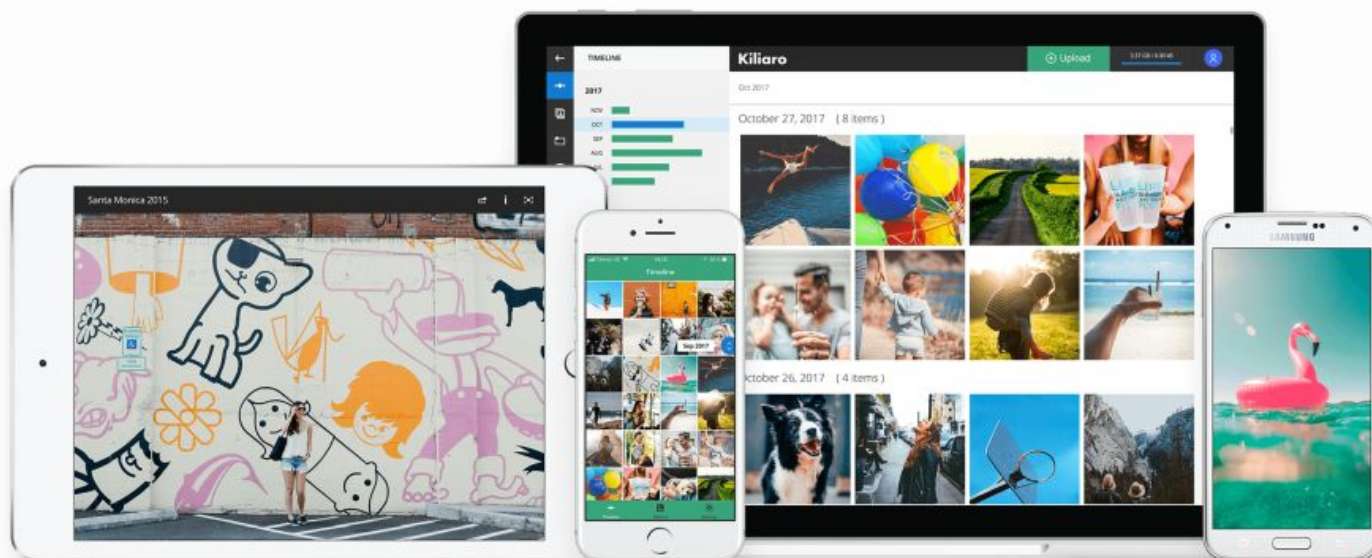 TIMELINE
Kiliaro
Upload
2017
Oct 2017
NOV
OCT
October 27, 2017 ( 8 items )
SEP
AUG
Santa Monica 2015
SAMSUNG
Timeline
Sep 2017
October 26, 2017 ( 4 items )